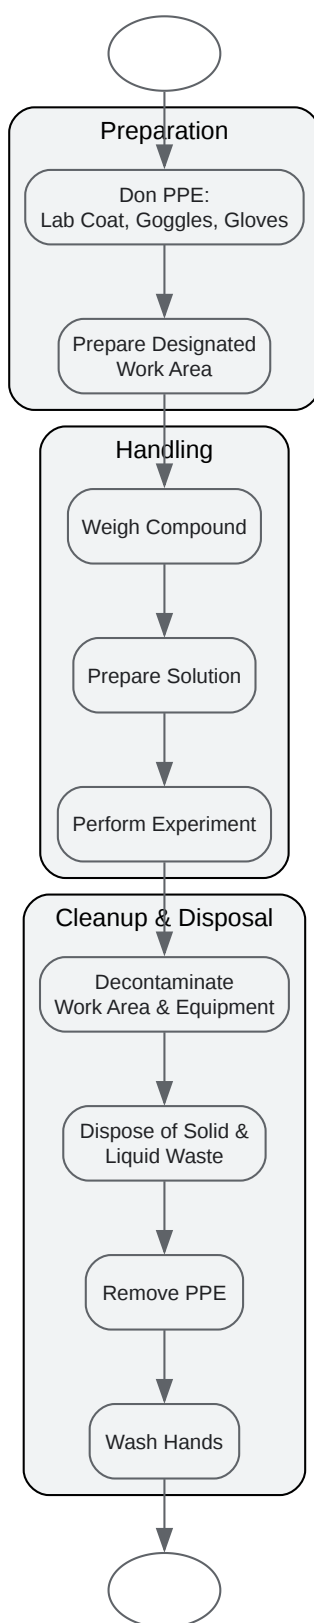 Preparation
Don PPE:
Lab Coat, Goggles, Gloves
Prepare Designated
Work Area
Handling
Weigh Compound
Prepare Solution
Perform Experiment
Cleanup & Disposal
Decontaminate
Work Area & Equipment
Dispose of Solid &
Liquid Waste
Remove PPE
Wash Hands